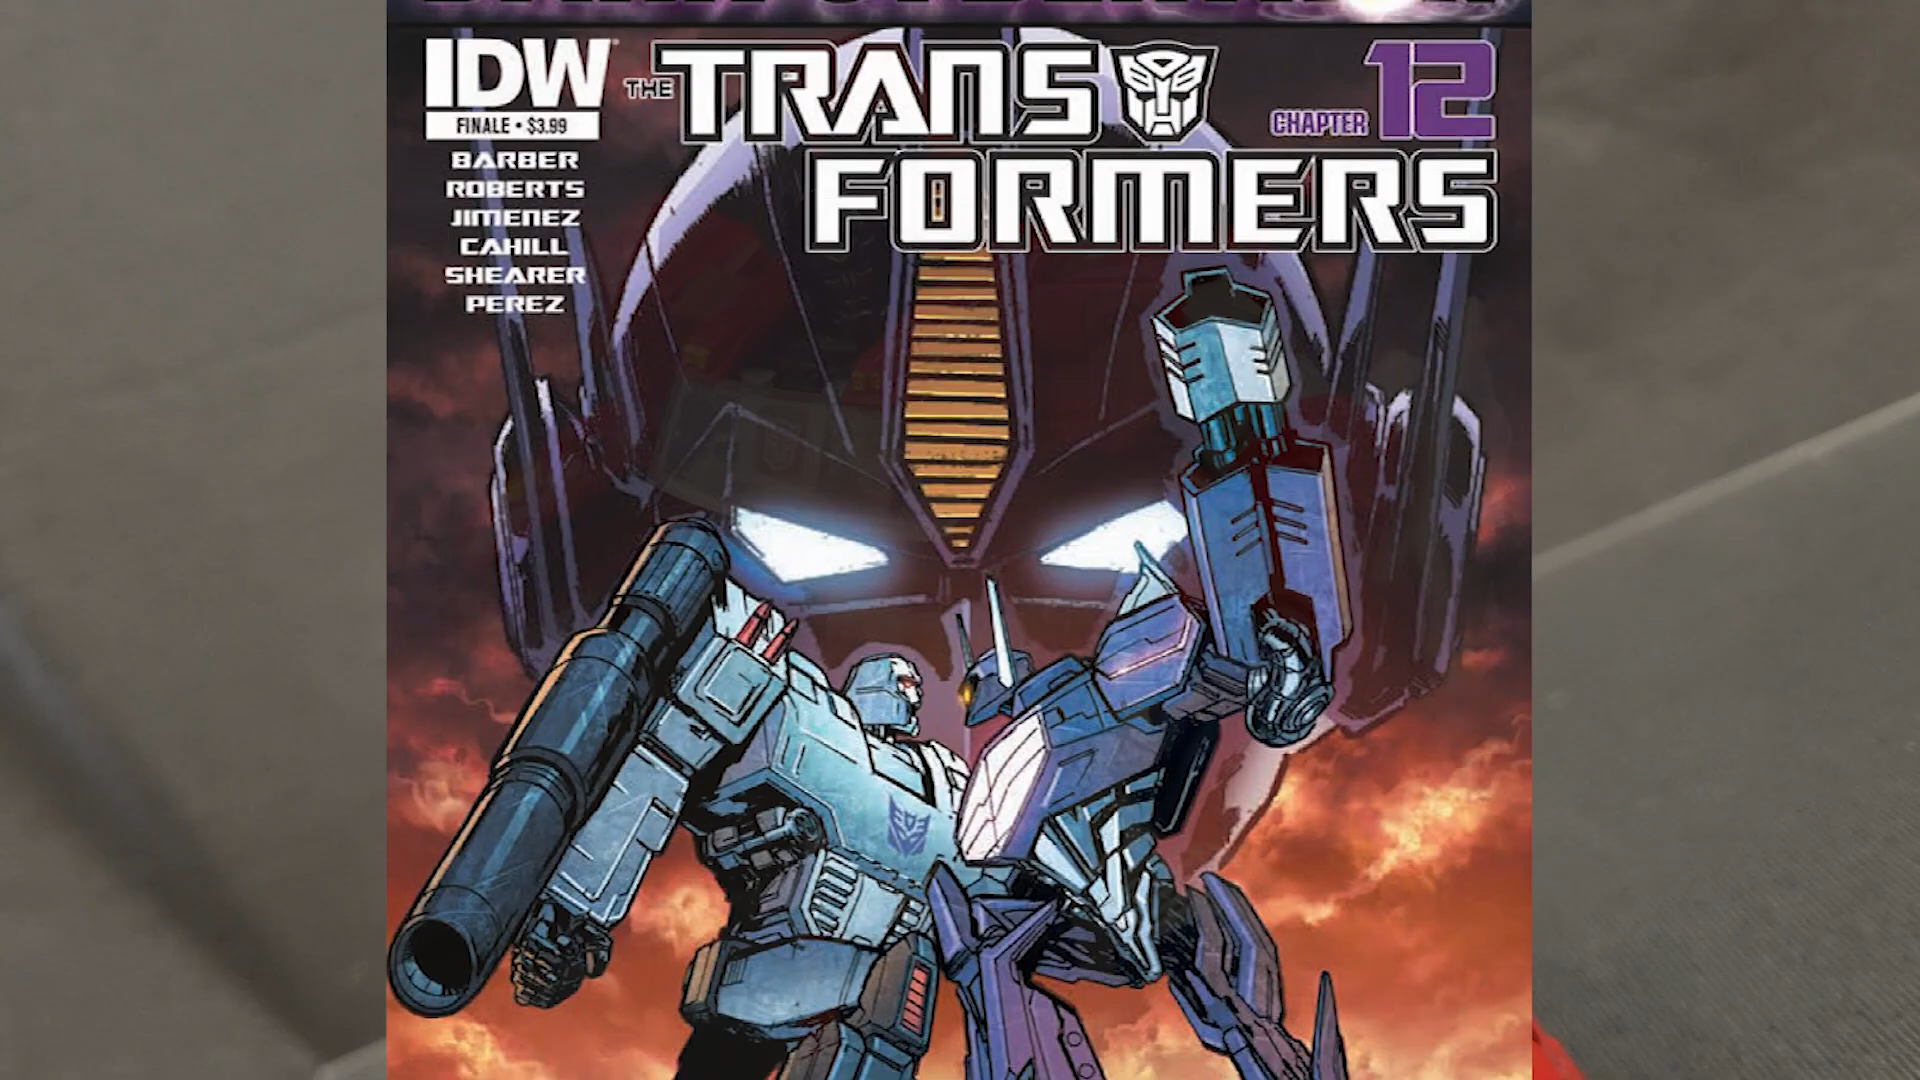 IDW
FINALE • $3.99
BARBER
ROBERTS
JIMENEZ
CAHILL
SHEARER
PEREZ
THE TRANS
FORMERS
CHAPTER 12